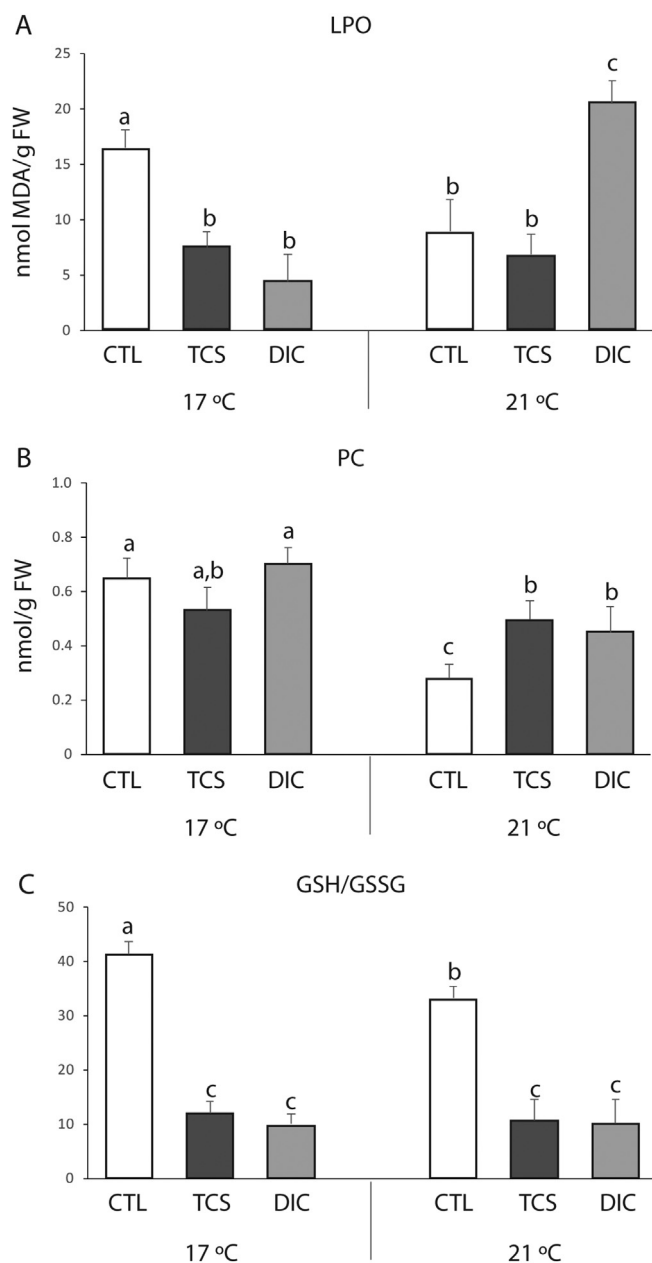 A
LPO
nmol MDA/g FW
25
20
15
10
5
0
a
b
b
b
b
c
CTL TCS DIC CTL TCS DIC
17 ºC 21 ºC
B
PC
nmol/g FW
1.0
0.8
0.6
0.4
0.2
0
a
a,b
a
c
b
b
CTL TCS DIC CTL TCS DIC
17 ºC 21 ºC
C
GSH/GSSG
50
40
30
20
10
0
a
c
c
b
c
c
CTL TCS DIC CTL TCS DIC
17 ºC 21 ºC